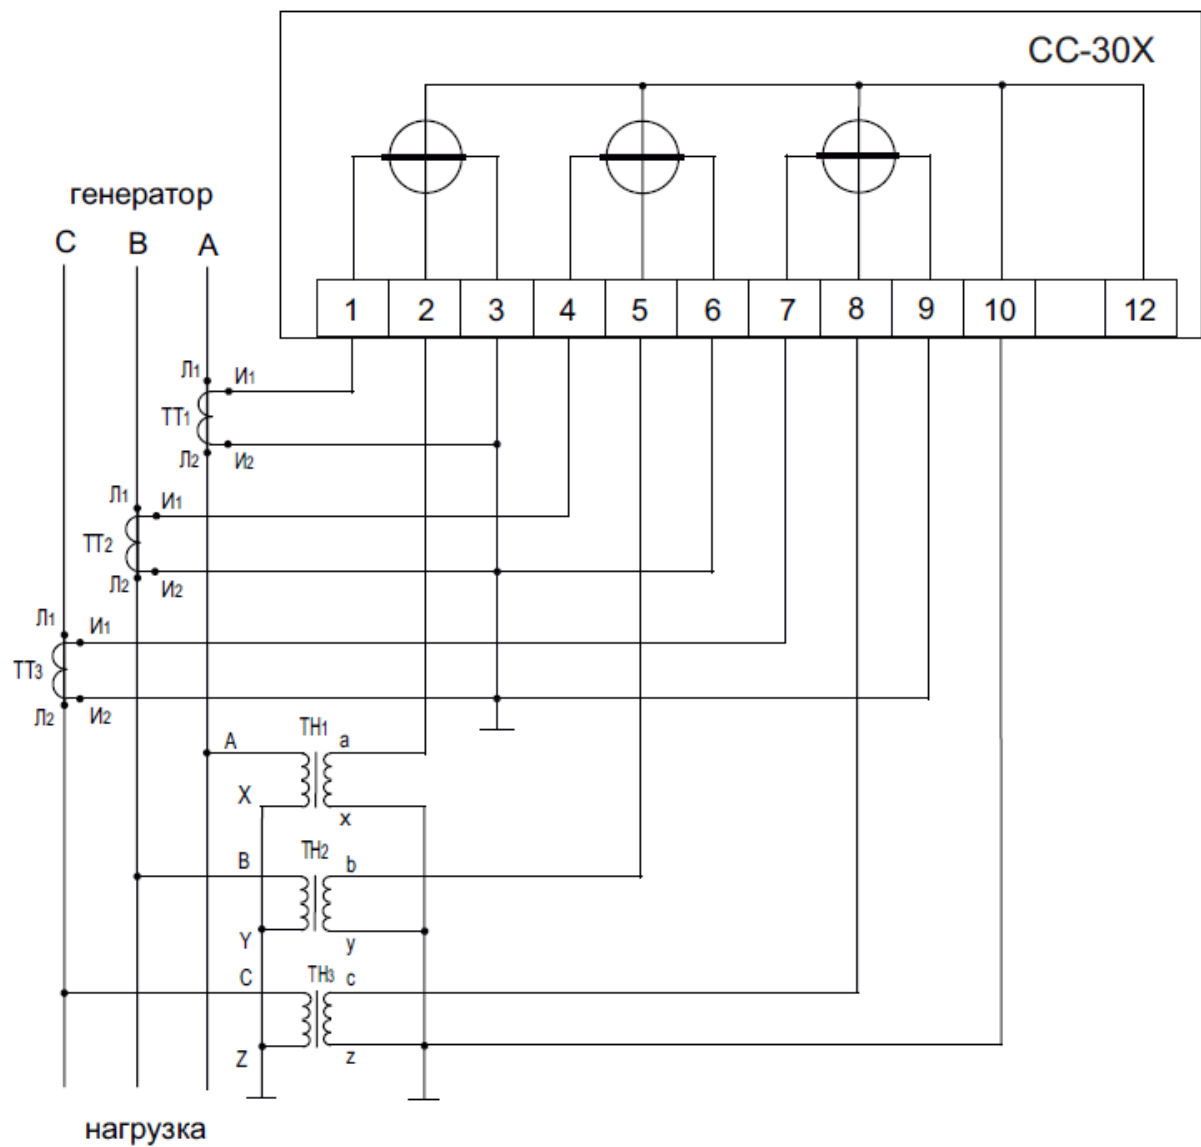 СС-30Х
генератор
С В А
1 2 3 4 5 6 7 8 9 10 12
Л1 И1
ТТ1
Л2 И2
Л1 И1
ТТ2
Л2 И2
Л1 И1
ТТ3
Л2 И2
А ТН1 a
X x
В ТН2 b
Y y
С ТН3 c
Z z
нагрузка